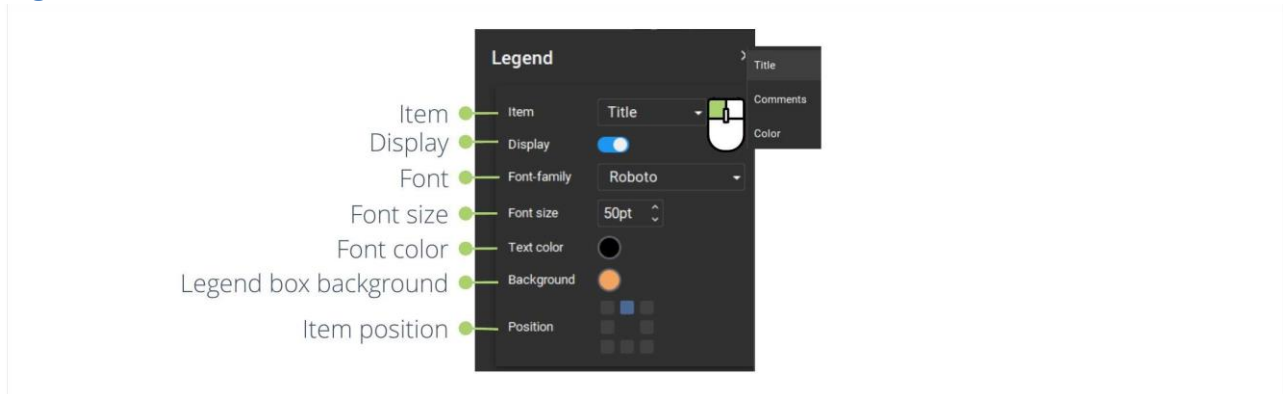 Legend
Title
Comments
Color
Item Item Title
Display Display
Font Font-family Roboto
Font size Font size 50pt
Font color Text color
Legend box background Background
Item position Position